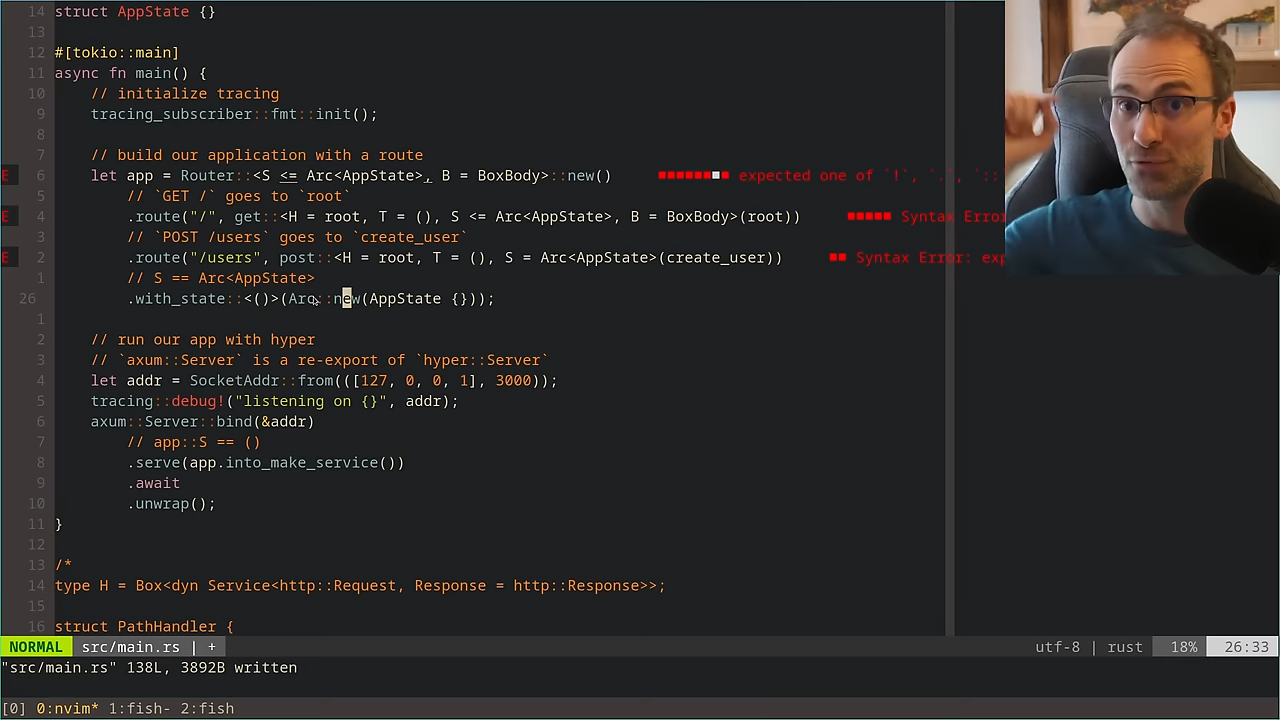 14 struct AppState {}
13
12 #[tokio::main]
11 async fn main() {
10 // initialize tracing
9 tracing_subscriber::fmt::init();
8
7 // build our application with a route
E 6 let app = Router::<S <= Arc<AppState>, B = BoxBody>::new() ■■■■■■■■ expected one of `!`, `.`, `::
5 // `GET /` goes to `root`
E 4 .route("/", get::<H = root, T = (), S <= Arc<AppState>, B = BoxBody>(root)) ■■■■■ Syntax Error
3 // `POST /users` goes to `create_user`
E 2 .route("/users", post::<H = root, T = (), S = Arc<AppState>(create_user)) ■■ Syntax Error: exp
1 // S == Arc<AppState>
26 .with_state::<()>(Arc::new(AppState {}));
1
2 // run our app with hyper
3 // `axum::Server` is a re-export of `hyper::Server`
4 let addr = SocketAddr::from(([127, 0, 0, 1], 3000));
5 tracing::debug!("listening on {}", addr);
6 axum::Server::bind(&addr)
7 // app::S == ()
8 .serve(app.into_make_service())
9 .await
10 .unwrap();
11 }
12
13 /*
14 type H = Box<dyn Service<http::Request, Response = http::Response>>;
15
16 struct PathHandler {
NORMAL src/main.rs | + utf-8 | rust 18% 26:33
"src/main.rs" 138L, 3892B written
[0] 0:nvim* 1:fish- 2:fish